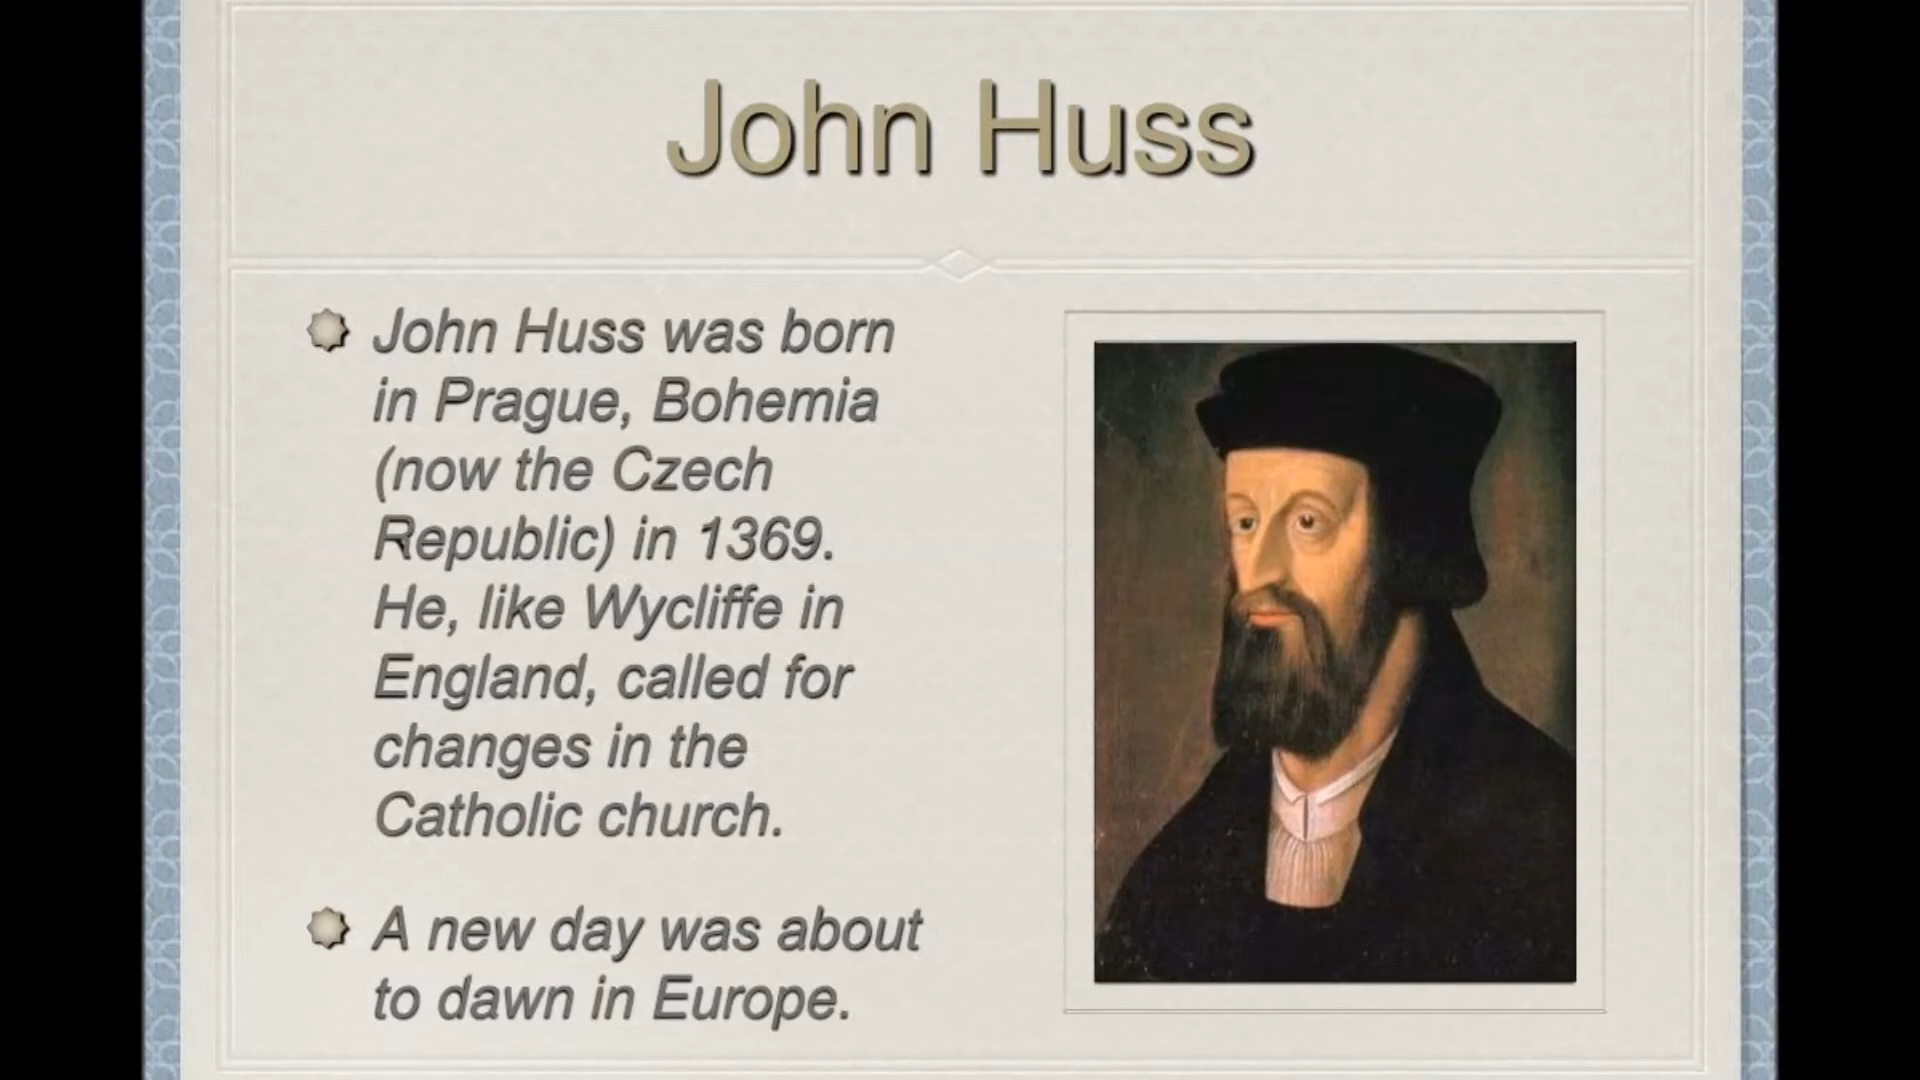 John Huss
John Huss was born
in Prague, Bohemia
(now the Czech
Republic) in 1369.
He, like Wycliffe in
England, called for
changes in the
Catholic church.
A new day was about
to dawn in Europe.